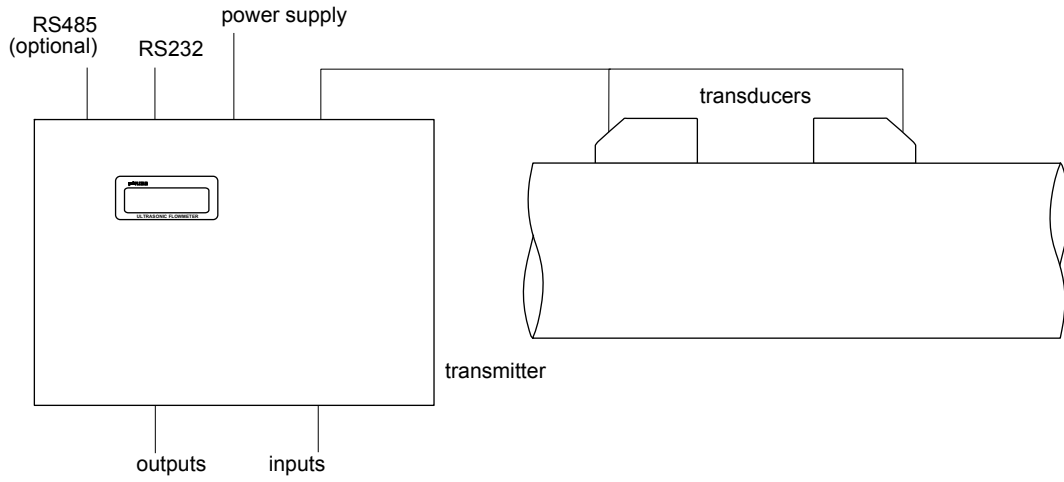 power supply
RS485
(optional)
RS232
transducers
ULTRASONIC FLOWMETER
transmitter
outputs
inputs